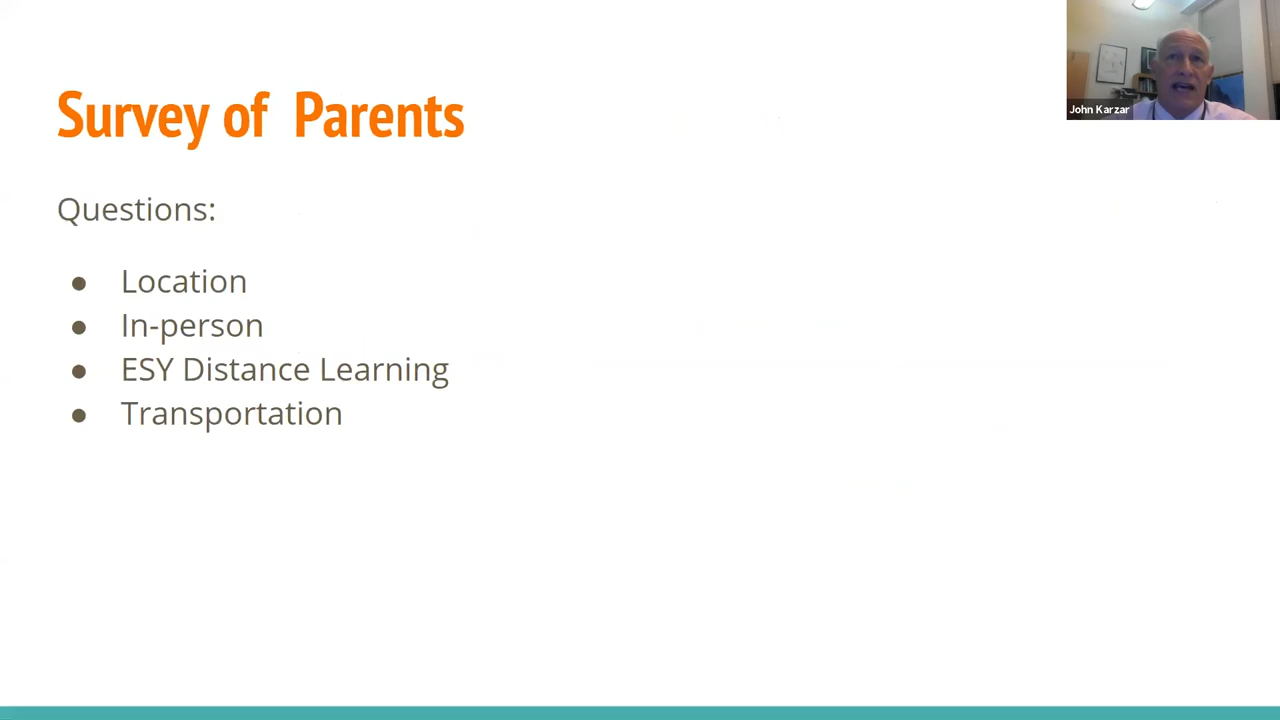 Survey of Parents
John Karzar
Questions:
● Location
● In-person
● ESY Distance Learning
● Transportation